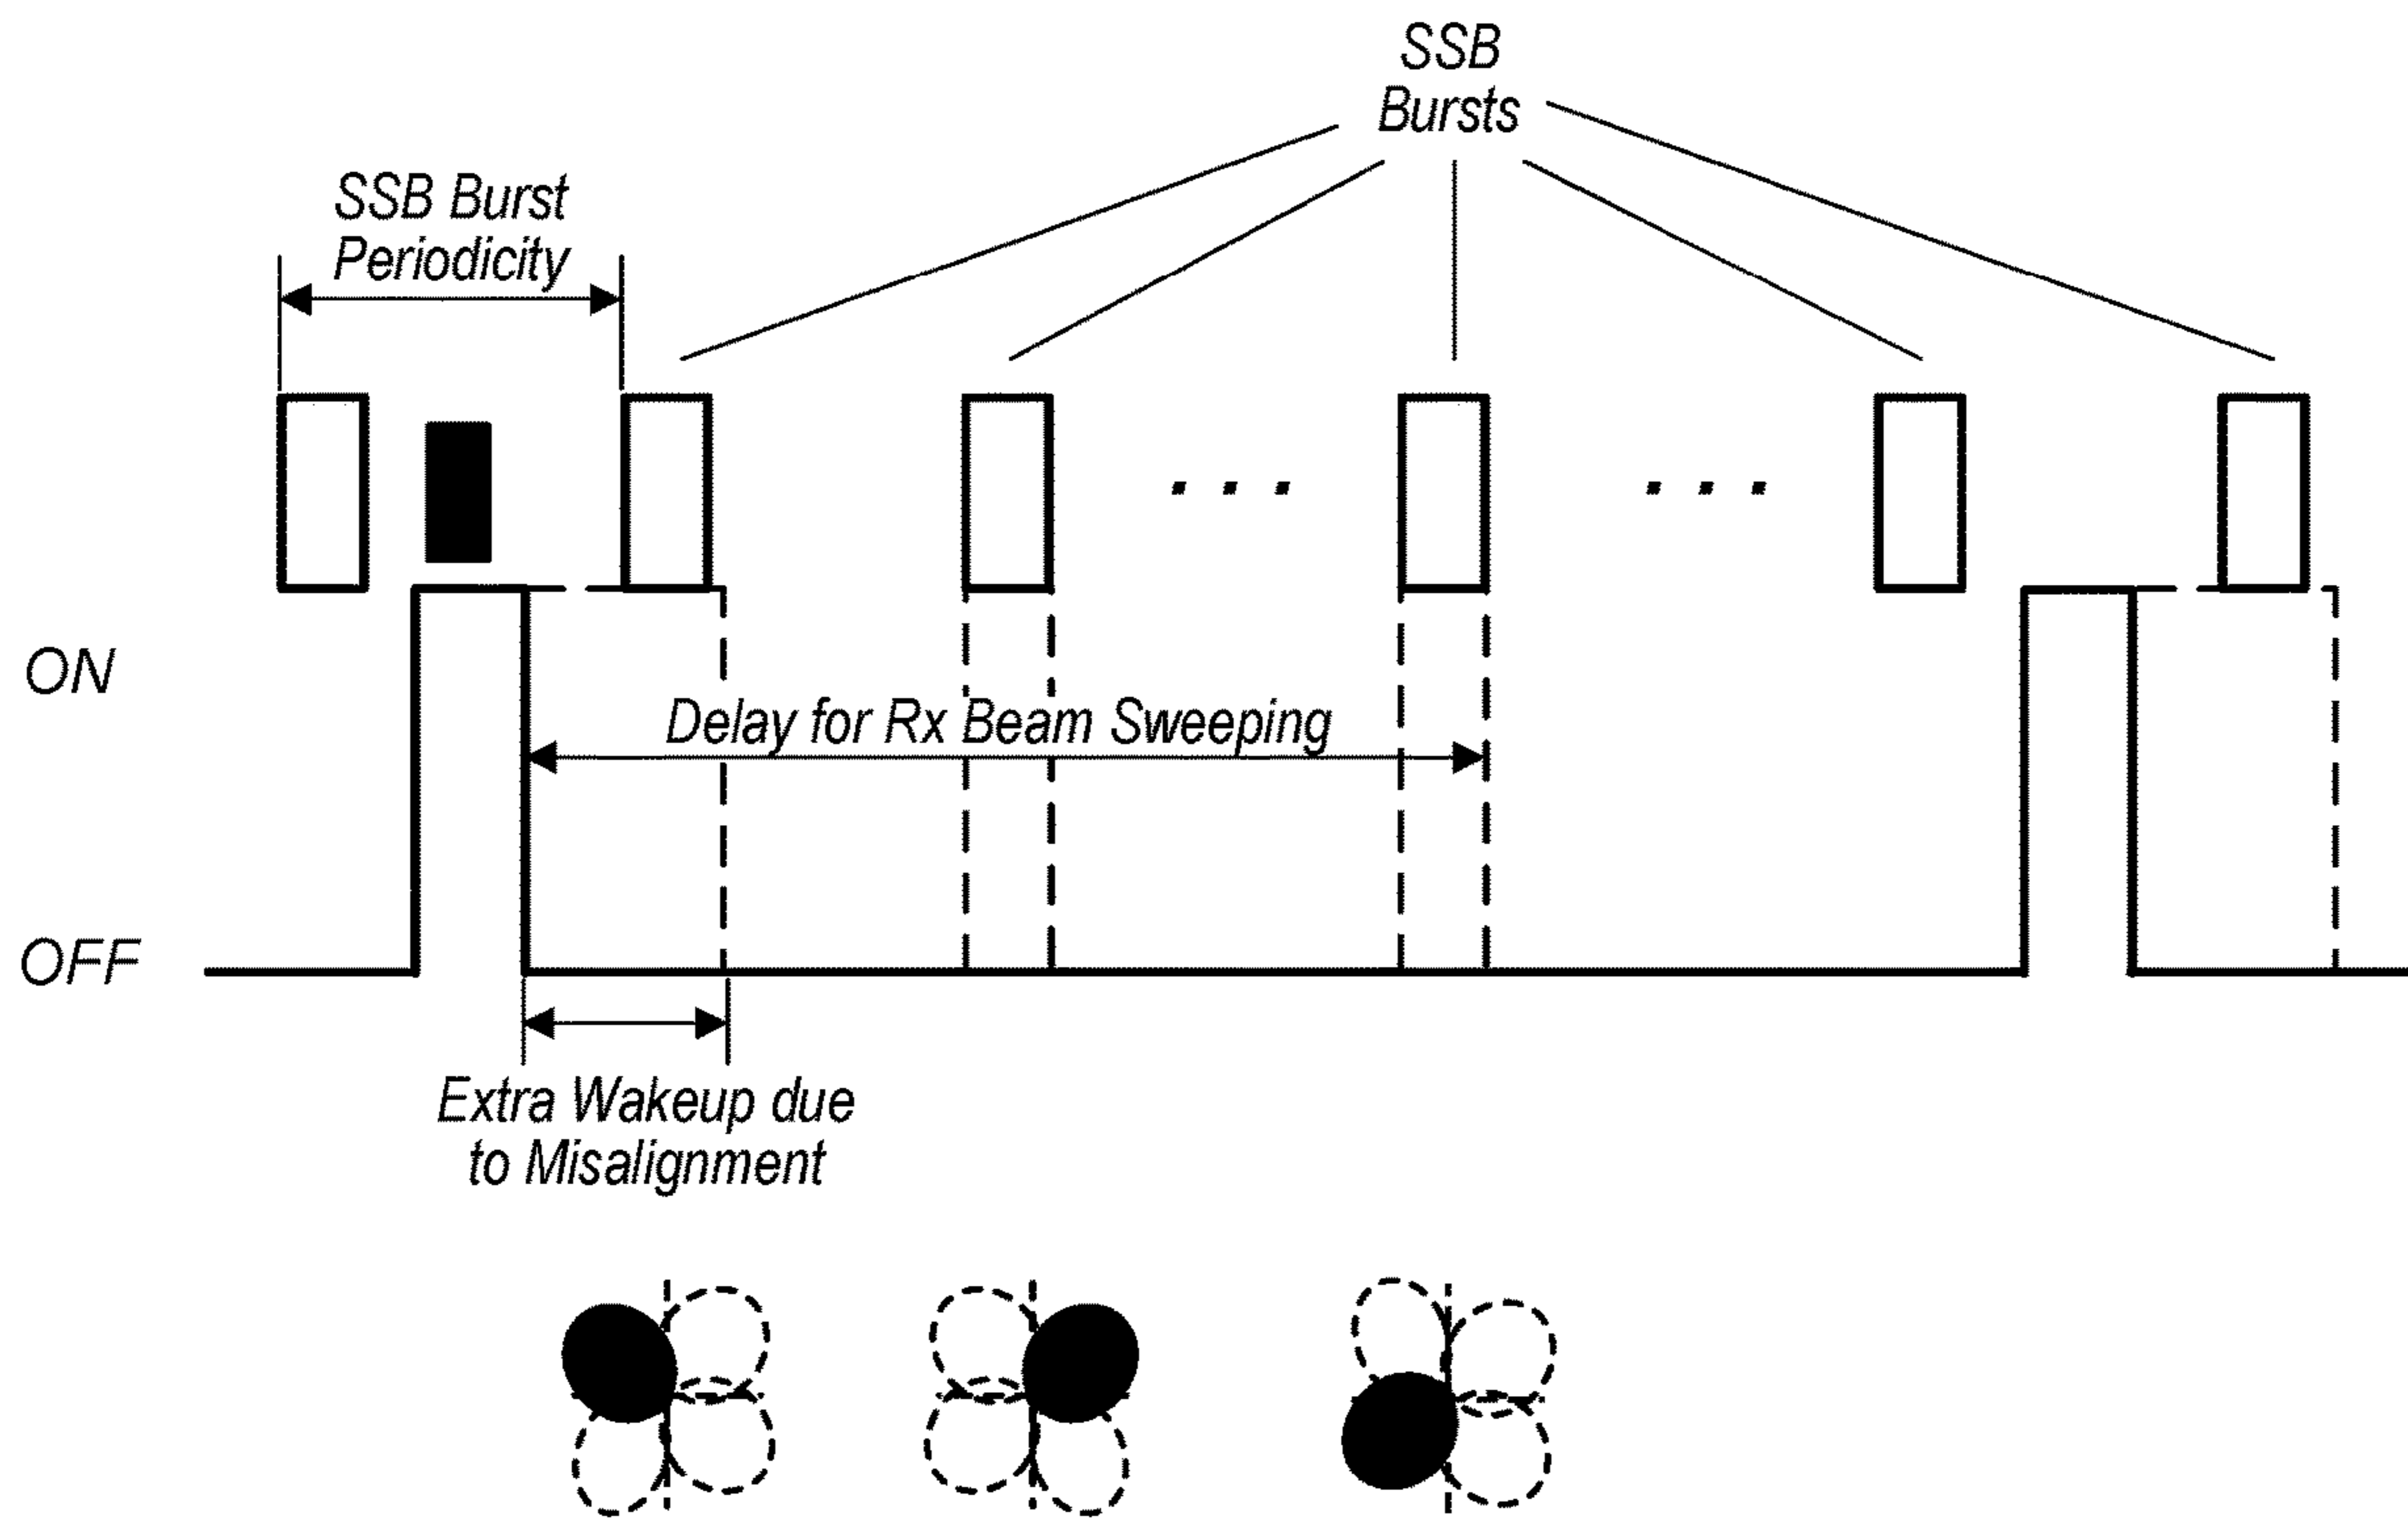 SSB
Bursts
SSB Burst
Periodicity
. . .
. . .
ON
Delay for Rx Beam Sweeping
OFF
Extra Wakeup due
to Misalignment